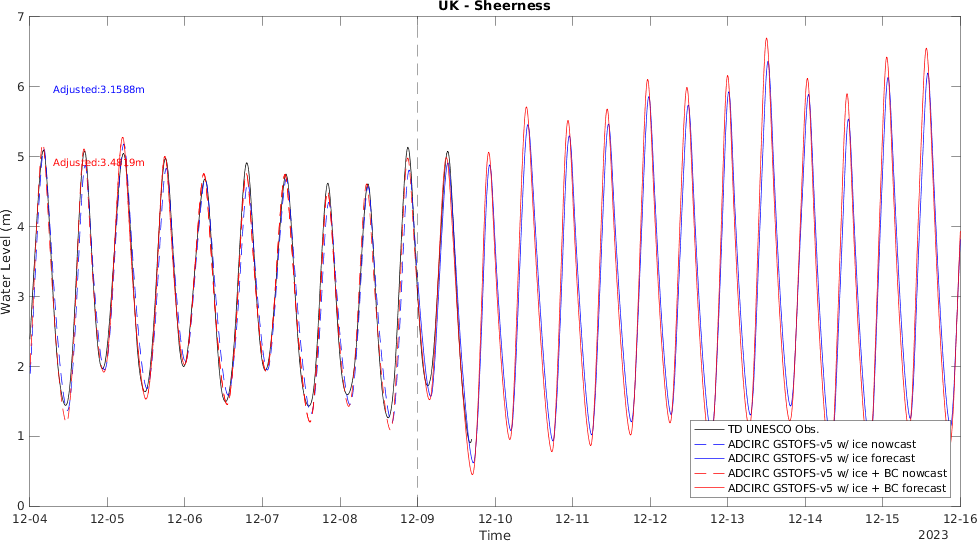 UK - Sheerness
7
6
5
4
3
2
1
0
Water Level (m)
Adjusted:3.1588m
Adjusted:3.4819m
TD UNESCO Obs.
ADCIRC GSTOFS-v5 w/ ice nowcast
ADCIRC GSTOFS-v5 w/ ice forecast
ADCIRC GSTOFS-v5 w/ ice + BC nowcast
ADCIRC GSTOFS-v5 w/ ice + BC forecast
12-04 12-05 12-06 12-07 12-08 12-09 12-10 12-11 12-12 12-13 12-14 12-15 12-16
Time
2023